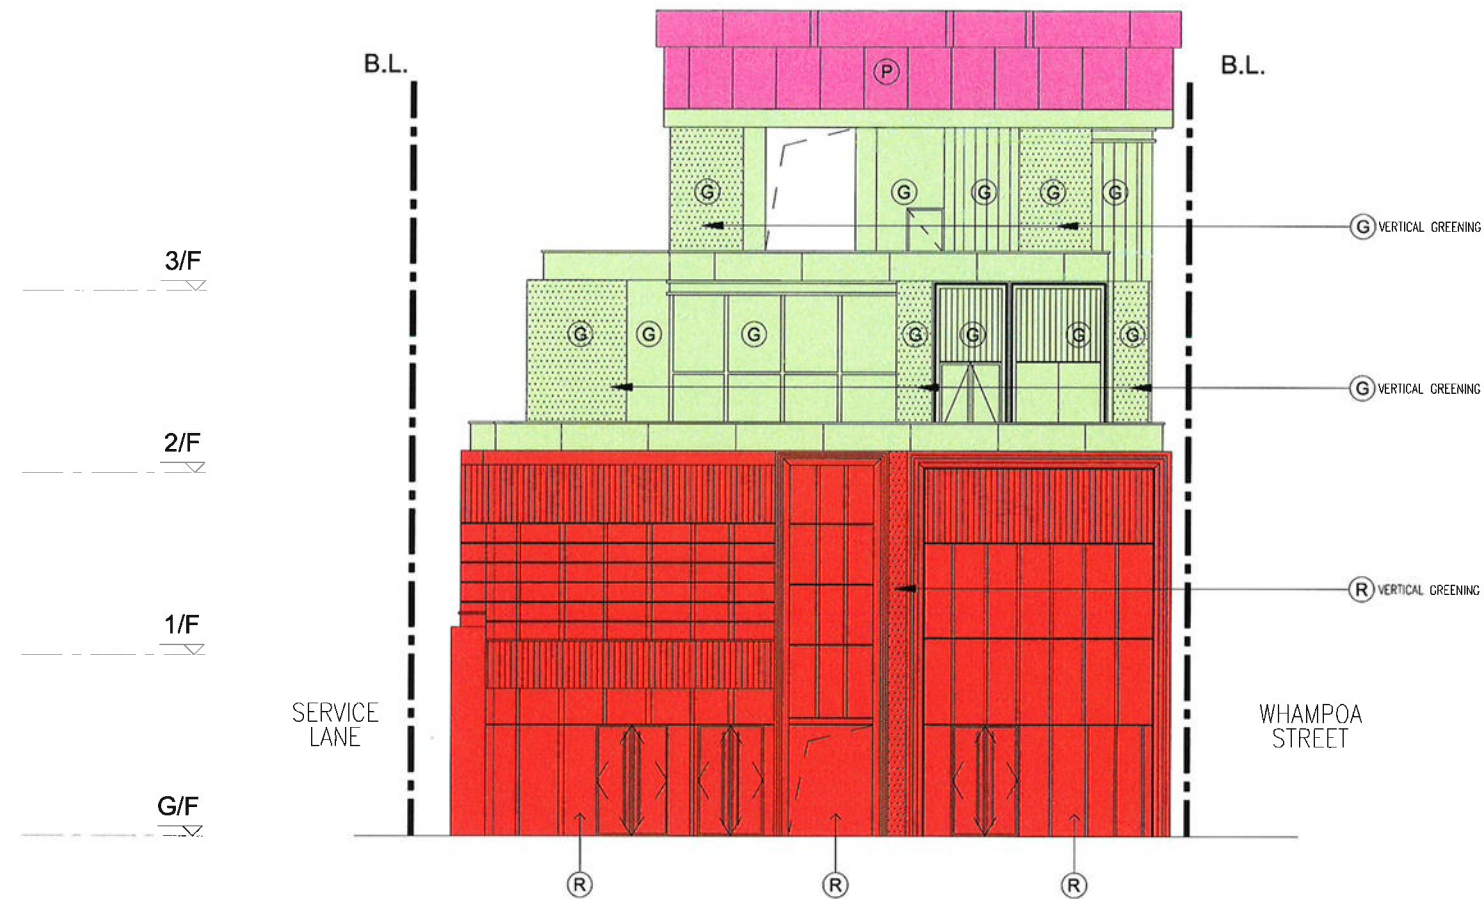 B.L.
B.L.
P
G
G
G
G
G
G VERTICAL GREENING
3/F
G
G
G
G
G
G
G
G VERTICAL GREENING
2/F
R VERTICAL GREENING
1/F
SERVICE
LANE
WHAMPOA
STREET
G/F
R
R
R